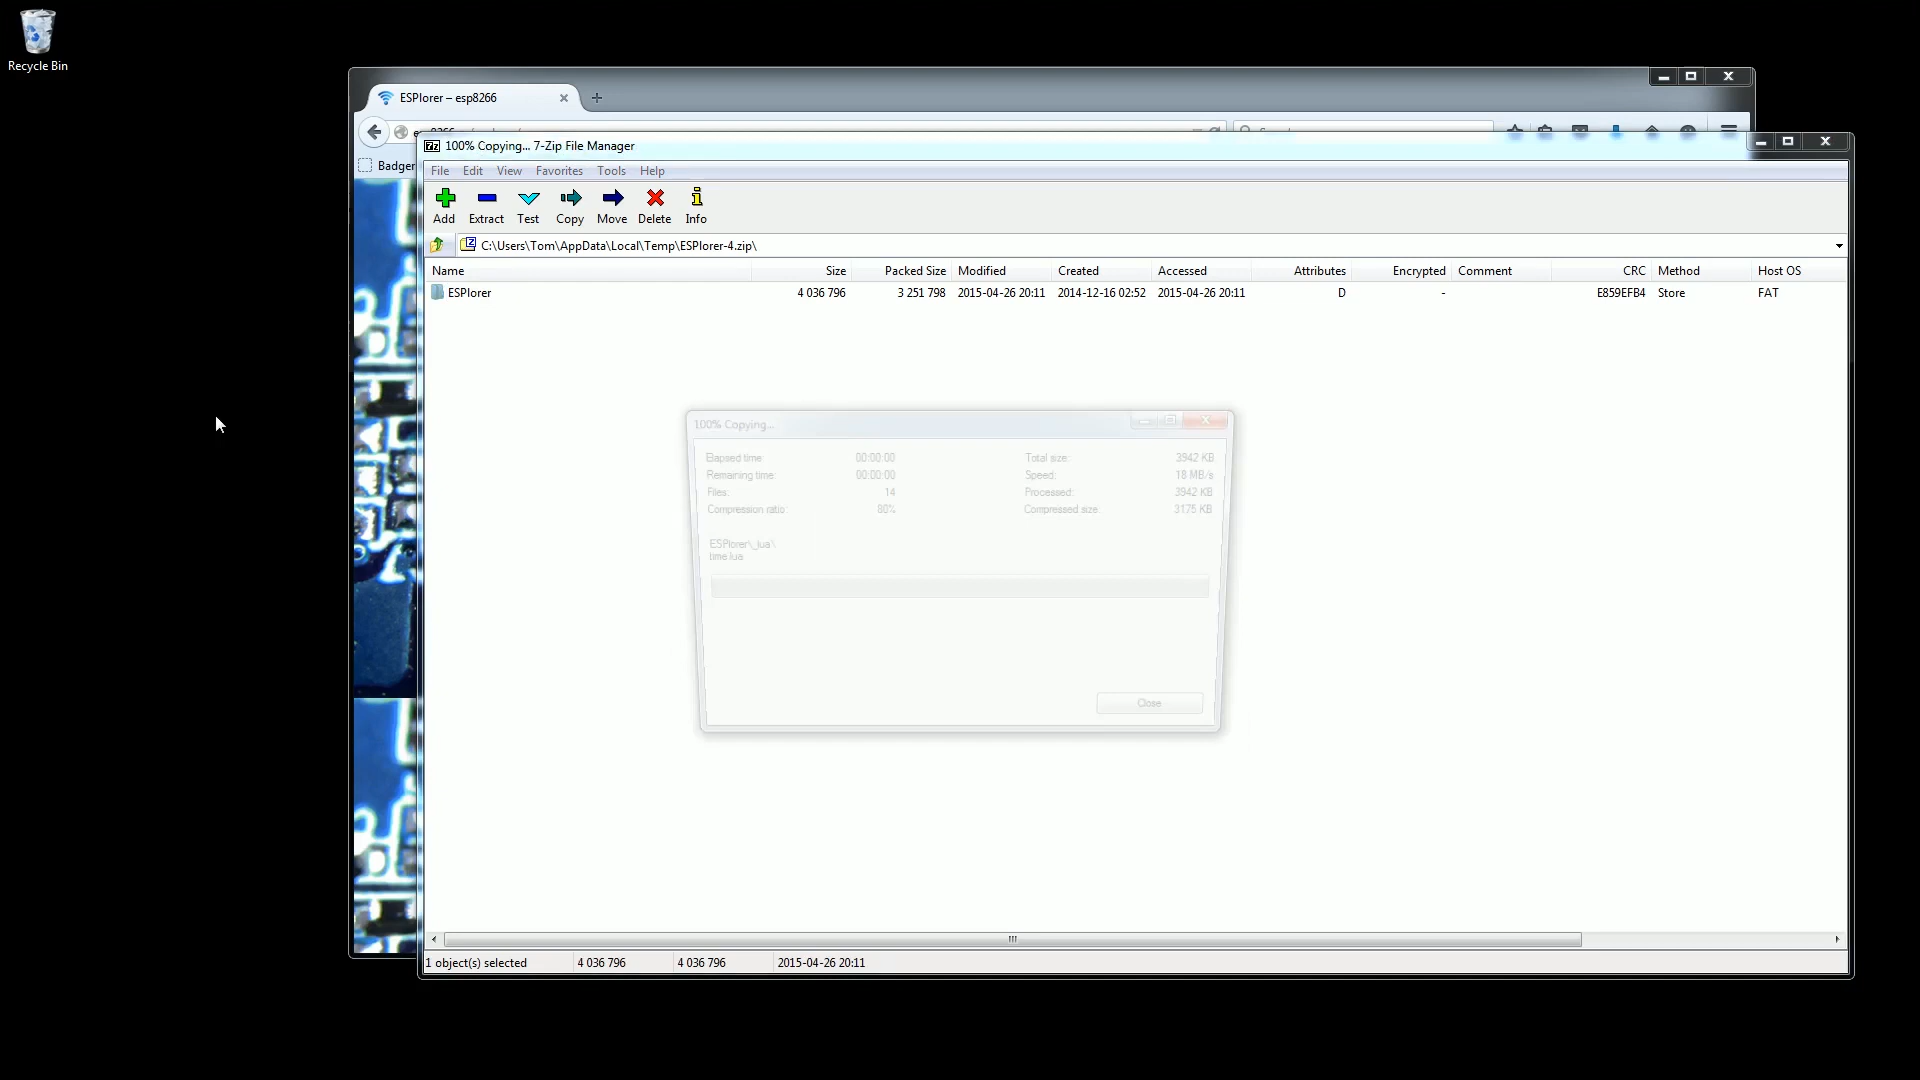 Recycle Bin
ESPlorer – esp8266
Badger
100% Copying... 7-Zip File Manager
File Edit View Favorites Tools Help
Add Extract Test Copy Move Delete Info
C:\Users\Tom\AppData\Local\Temp\ESPlorer-4.zip\
Name Size Packed Size Modified Created Accessed Attributes Encrypted Comment CRC Method Host OS
ESPlorer 4 036 796 3 251 798 2015-04-26 20:11 2014-12-16 02:52 2015-04-26 20:11 D - E859EFB4 Store FAT
100% Copying...
Elapsed time: 00:00:00 Total size: 3942 KB
Remaining time: 00:00:00 Speed: 18 MB/s
Files: 14 Processed: 3942 KB
Compression ratio: 80% Compressed size: 3175 KB
ESPlorer\_lua\
Close
1 object(s) selected 4 036 796 4 036 796 2015-04-26 20:11